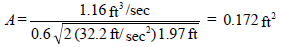 A = 1.16 ft³/sec / 0.6 √2 (32.2 ft/sec²) 1.97 ft = 0.172 ft²